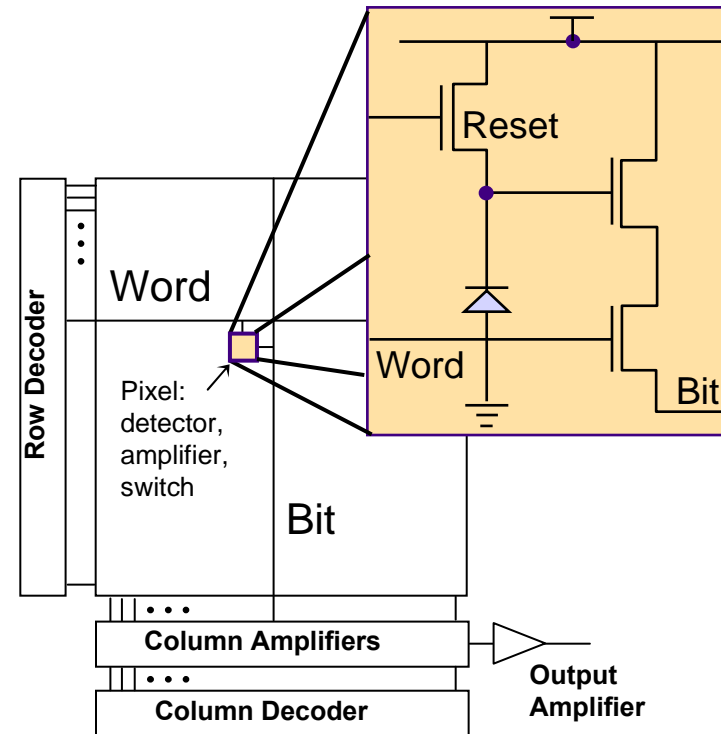 Reset
Word
Row Decoder
Word
Bit
Pixel:
detector,
amplifier,
switch
Bit
Column Amplifiers
Output
Amplifier
Column Decoder